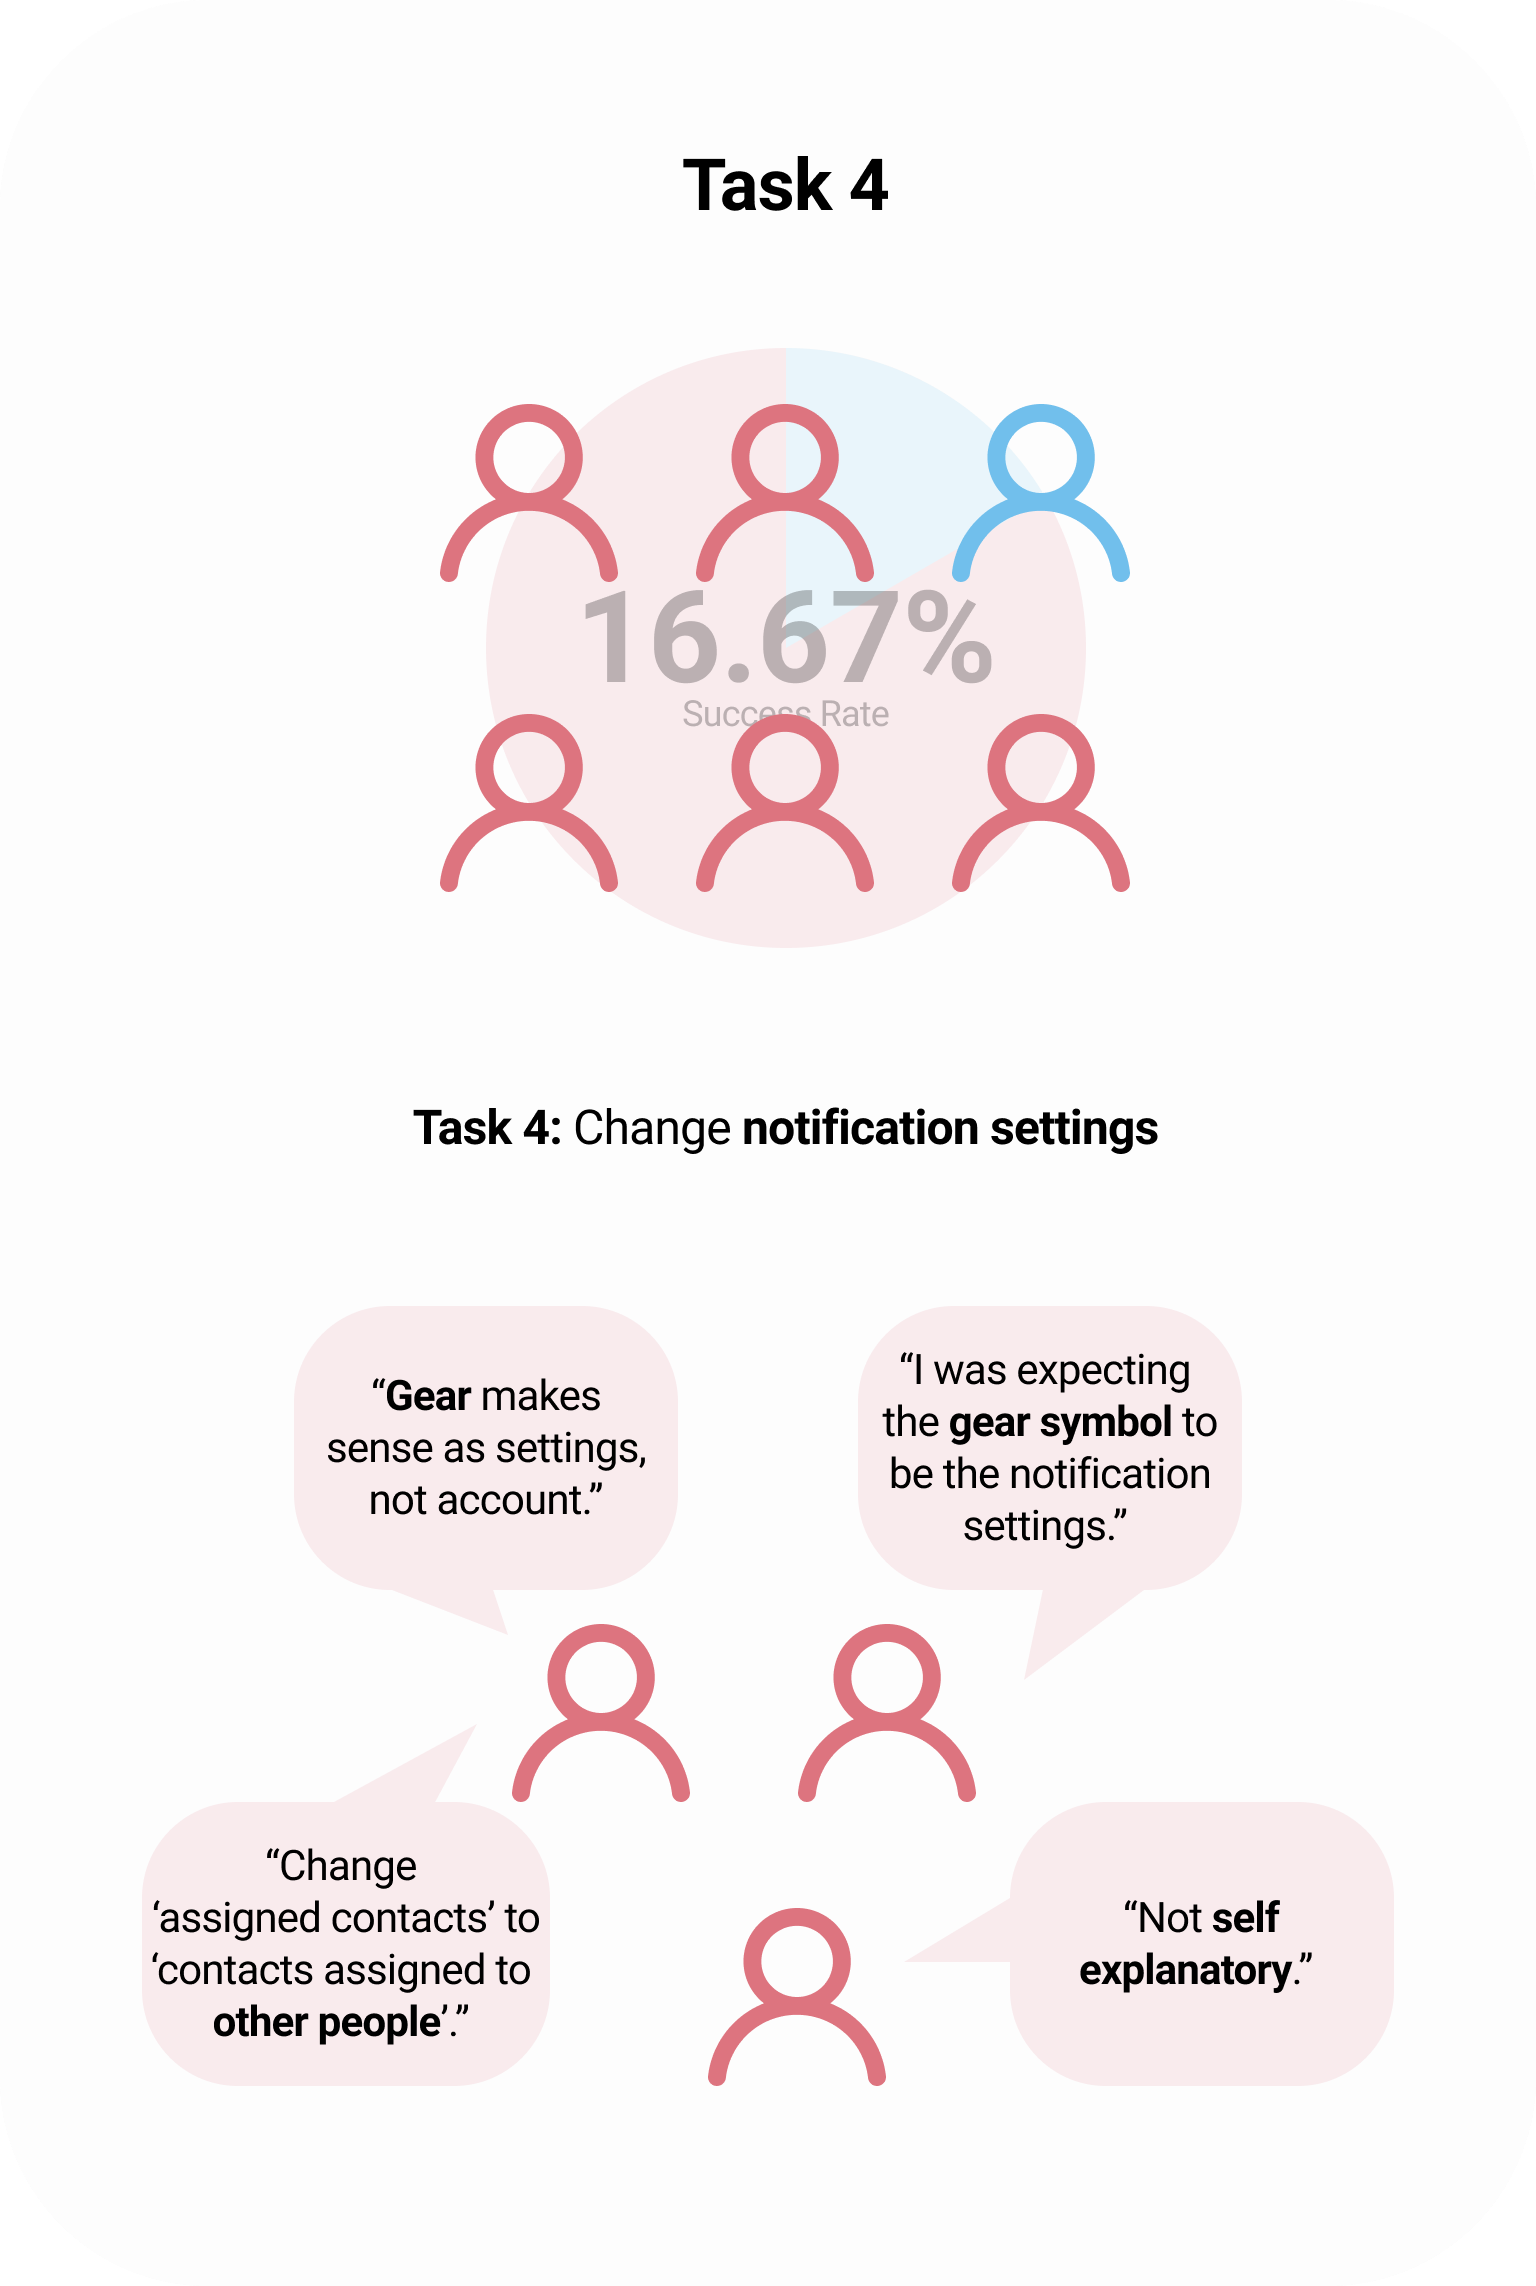 Task 4
16.67%
Success Rate
Task 4: Change notification settings
“Gear makes
sense as settings,
not account.”
“I was expecting
the gear symbol to
be the notification
settings.”
“Change
‘assigned contacts’ to
‘contacts assigned to
other people’.”
“Not self
explanatory.”